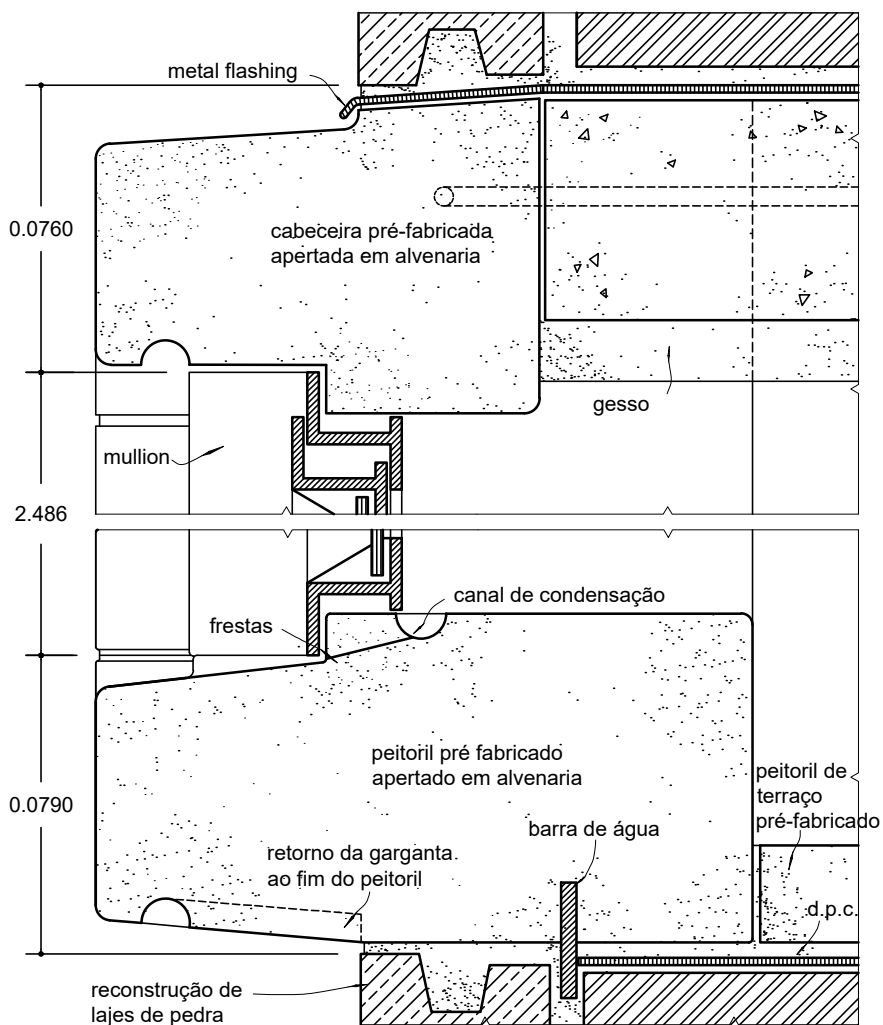 metal flashing
0.0760
cabeceira pré-fabricada
apertada em alvenaria
gesso
mullion
2.486
canal de condensação
frestas
peitoril pré fabricado
apertado em alvenaria
peitoril de
terraço
pré-fabricado
0.0790
barra de água
retorno da garganta
ao fim do peitoril
d.p.c.
reconstrução de
lajes de pedra